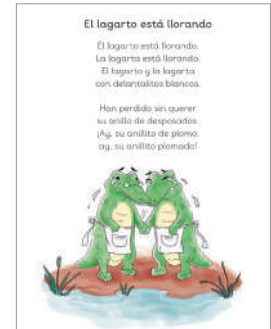 El lagarto está llorando
El lagarto está llorando.
La lagarta está llorando.
El lagarto y la lagarta
con delantalitos blancos.
Han perdido sin querer
su anillo de desposados.
¡Ay, su anillito de plomo,
ay, su anillito plomado!